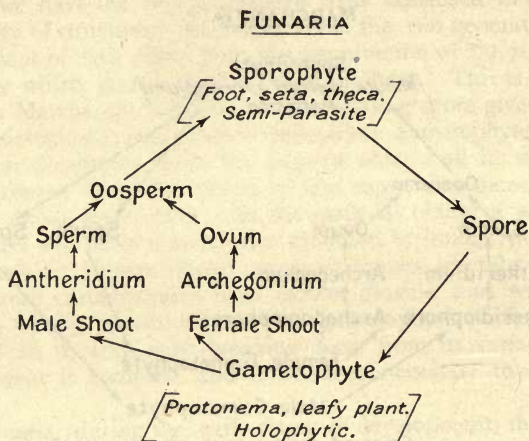 FUNARIA
Sporophyte
[Foot, seta, theca.
Semi-Parasite]
Oosperm
Spore
Sperm
Ovum
Antheridium
Archegonium
Male Shoot
Female Shoot
Gametophyte
[Protonema, leafy plant.
Holophytic.]